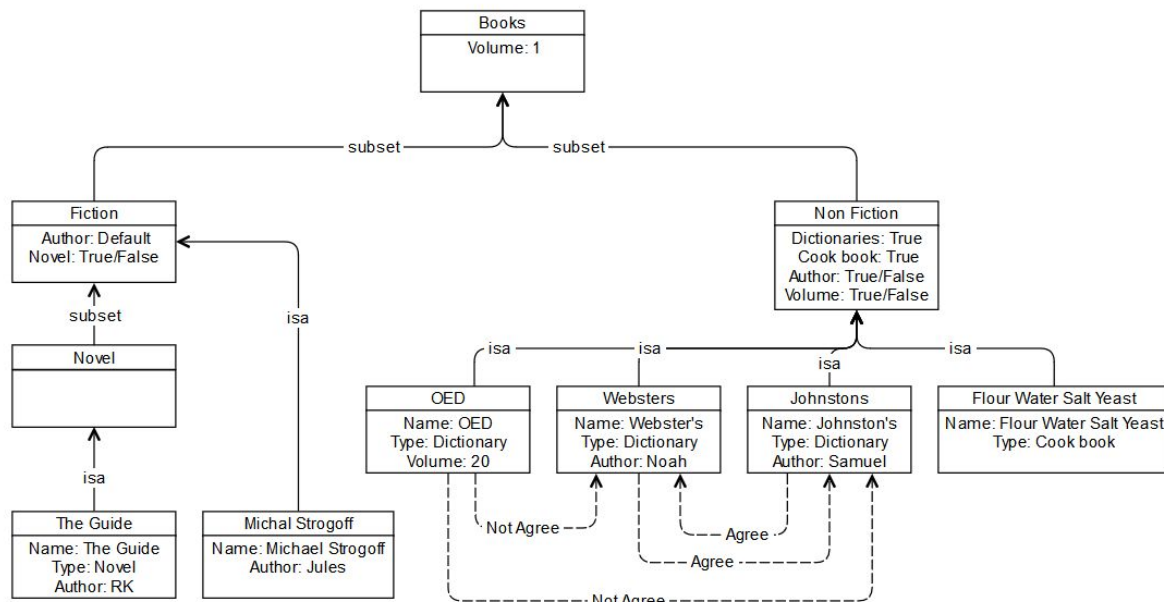 Books
Volume: 1
subset
subset
Fiction
Author: Default
Novel: True/False
Non Fiction
Dictionaries: True
Cook book: True
Author: True/False
Volume: True/False
subset
isa
Novel
isa
isa
isa
isa
OED
Name: OED
Type: Dictionary
Volume: 20
Websters
Name: Webster's
Type: Dictionary
Author: Noah
Johnstons
Name: Johnston's
Type: Dictionary
Author: Samuel
Flour Water Salt Yeast
Name: Flour Water Salt Yeast
Type: Cook book
isa
The Guide
Name: The Guide
Type: Novel
Author: RK
Michal Strogoff
Name: Michael Strogoff
Author: Jules
Not Agree
Agree
Agree
Not Agree